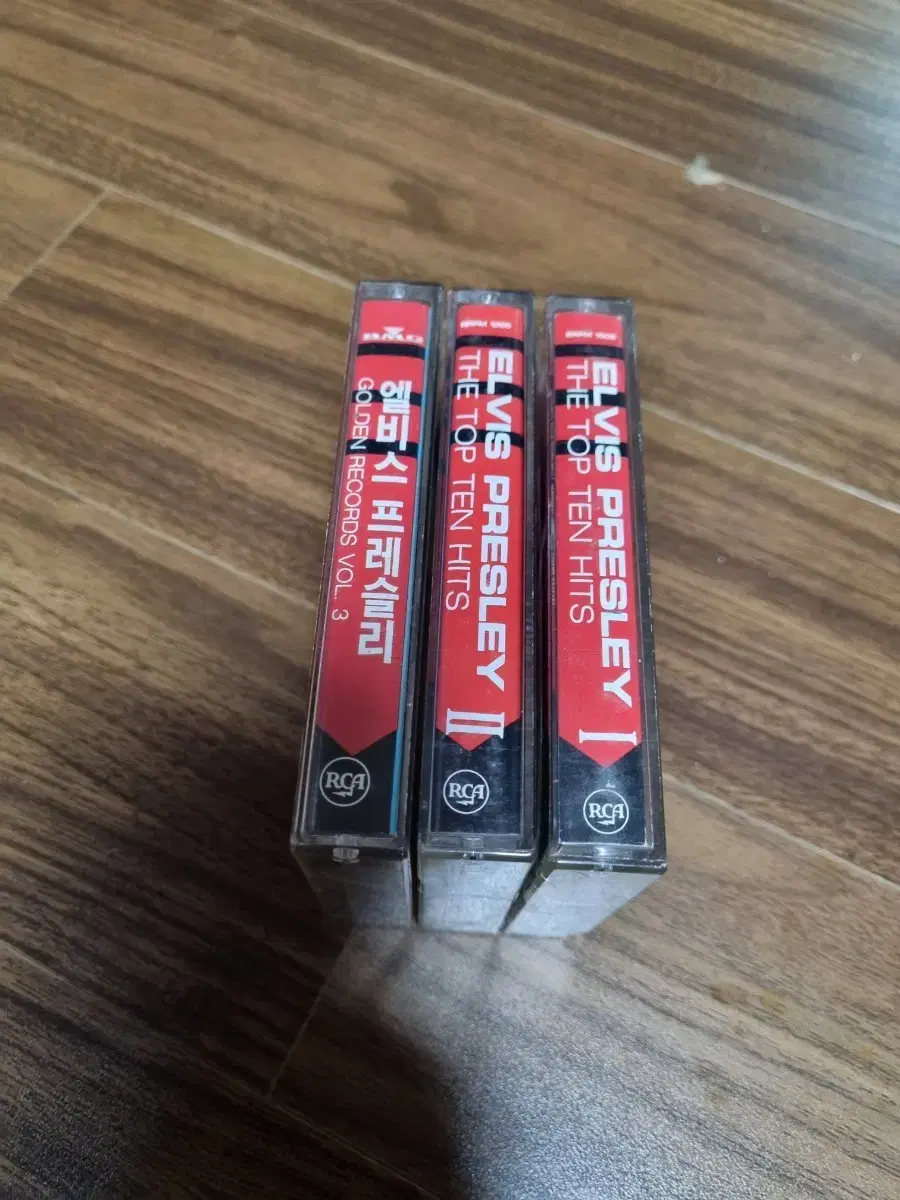 BMG
엘비스 프레슬리
GOLDEN RECORDS VOL. 3
RCA
ELVIS PRESLEY II
THE TOP TEN HITS
RCA
ELVIS PRESLEY I
THE TOP TEN HITS
RCA